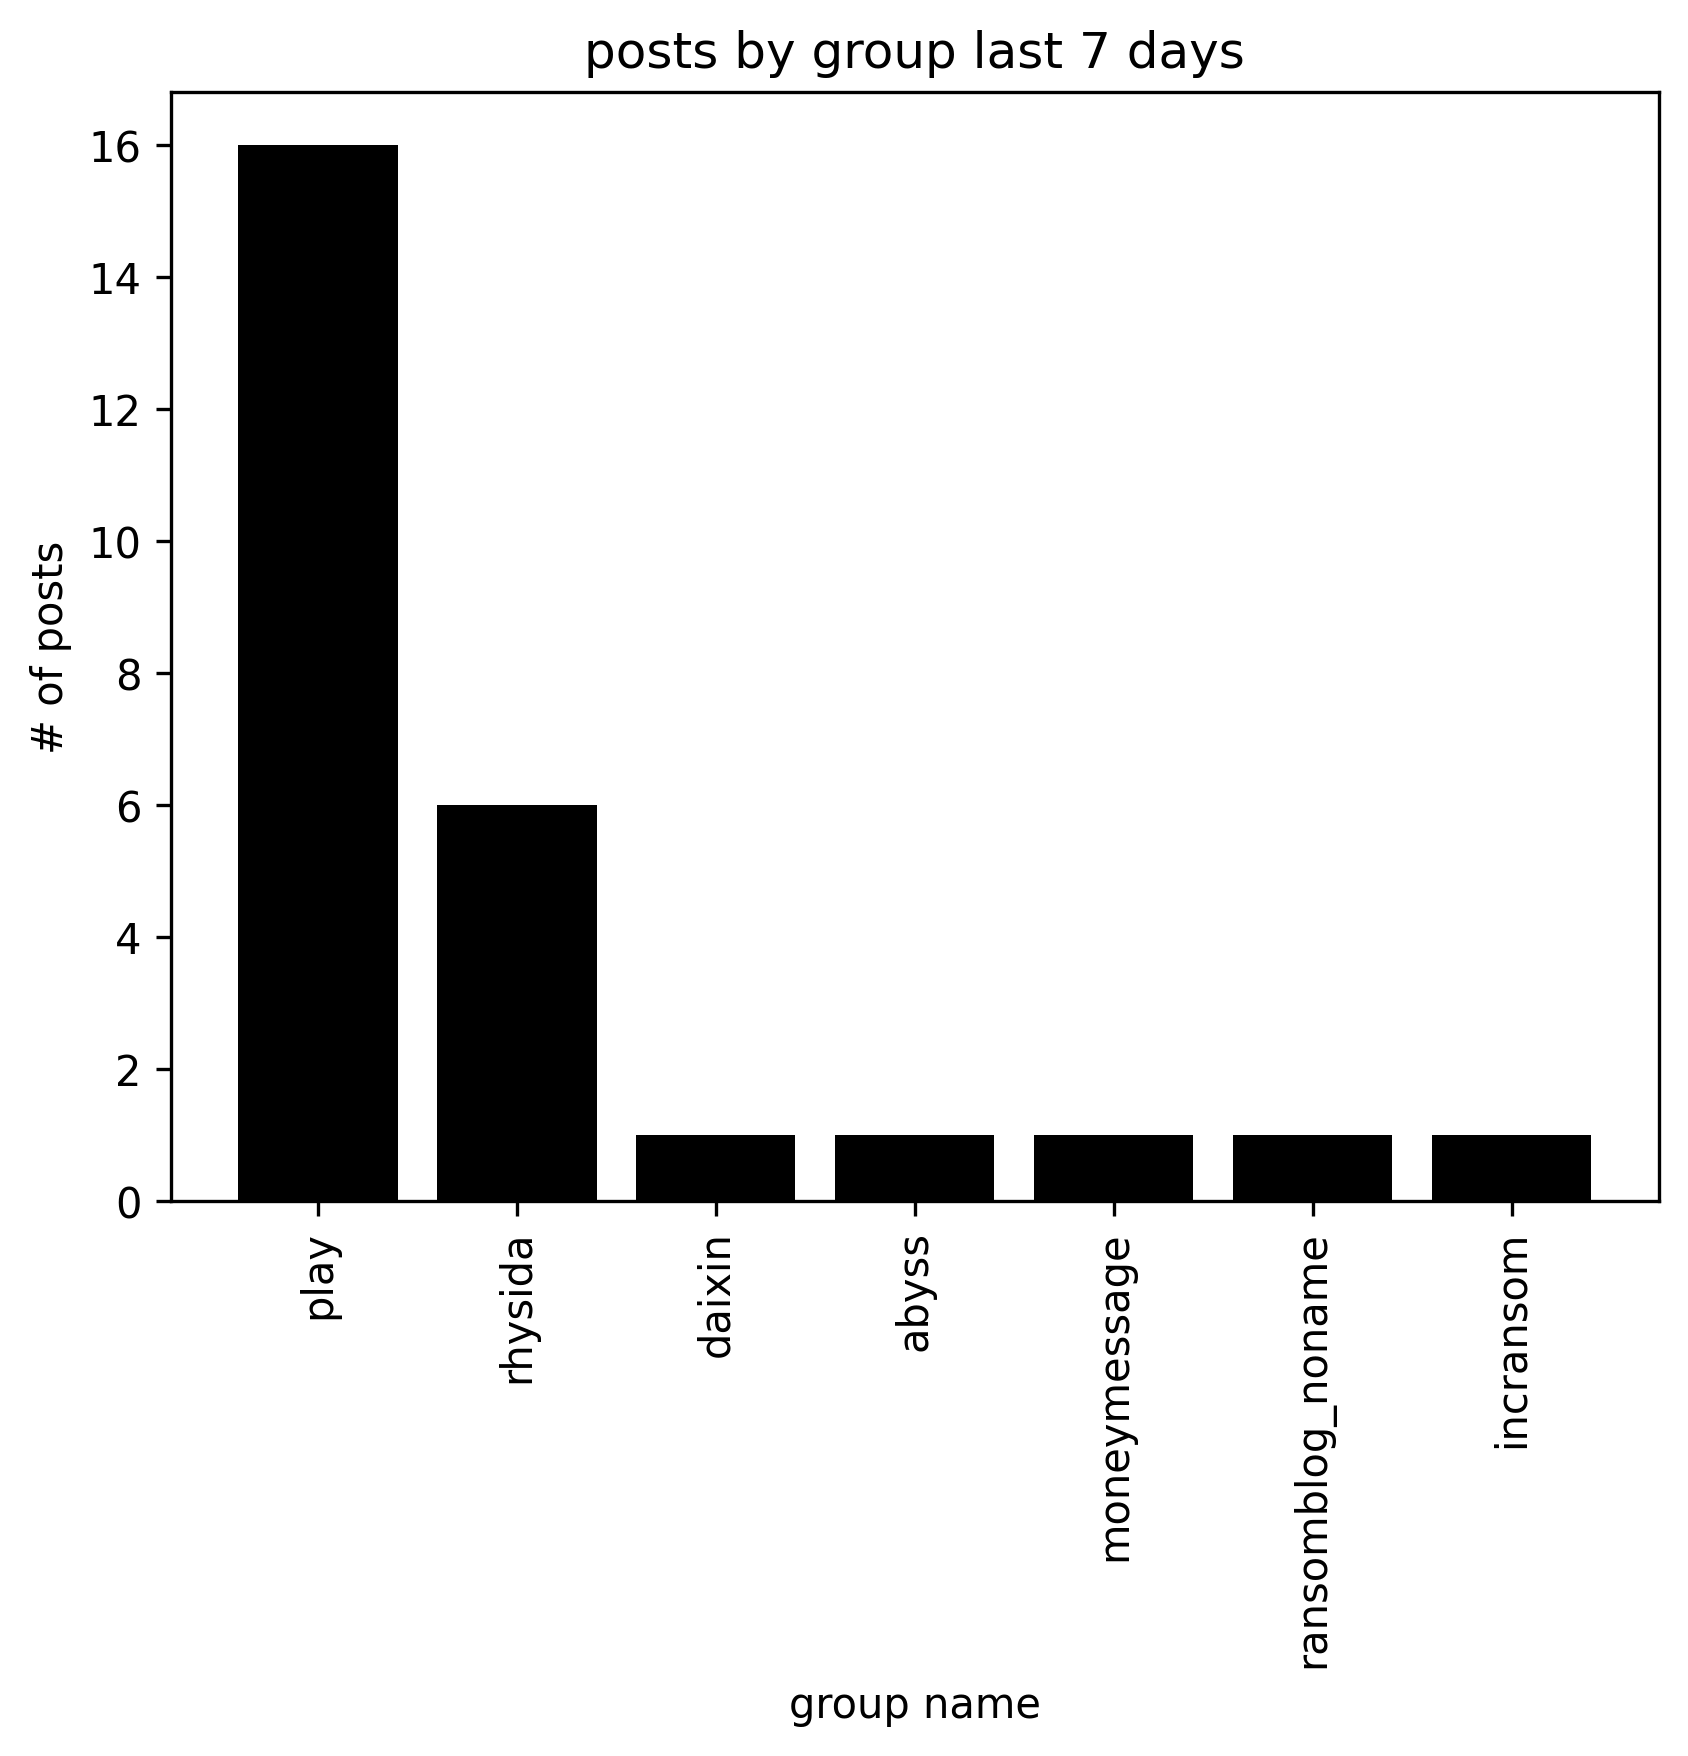 posts by group last 7 days
# of posts
16
14
12
10
8
6
4
2
0
play
rhysida
daixin
abyss
moneymessage
ransomblog_noname
incransom
group name